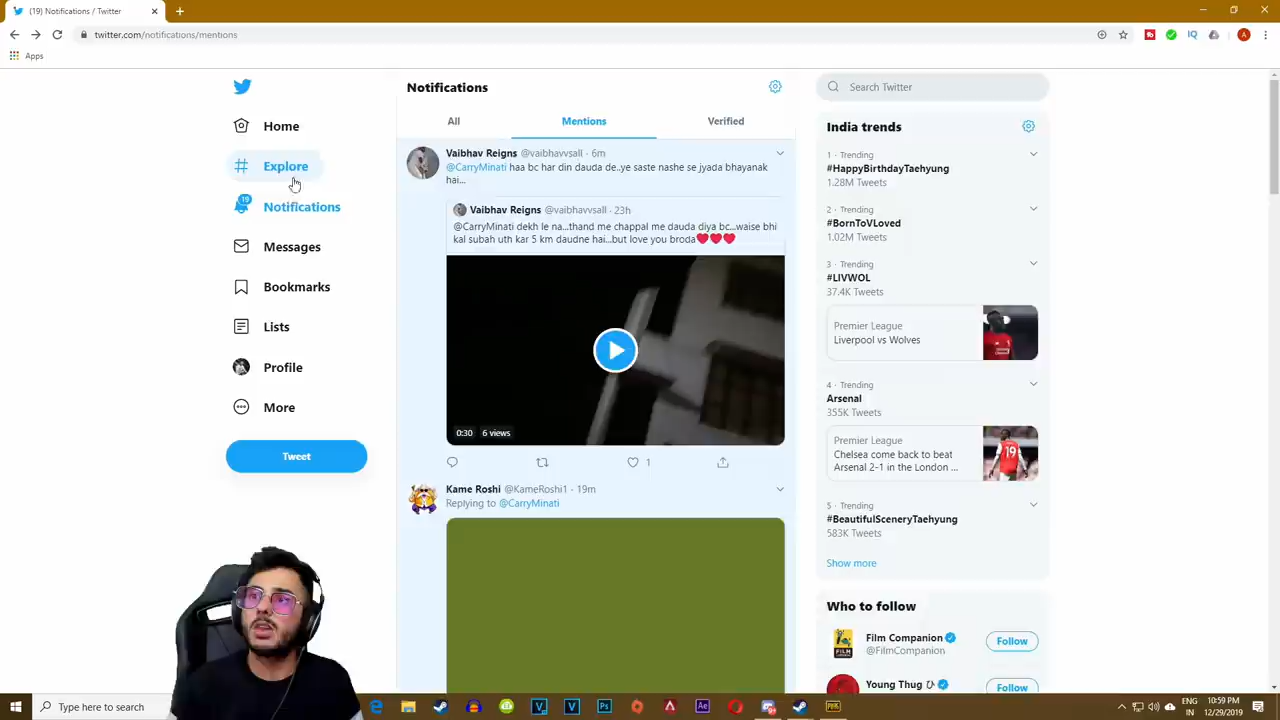 (19) Notifications / Twitter
twitter.com/notifications/mentions
Apps
Home
Explore
19
Notifications
Messages
Bookmarks
Lists
Profile
More
Tweet
Notifications
All
Mentions
Verified
Vaibhav Reigns @vaibhavvsall · 6m
@CarryMinati haa bc har din dauda de..ye saste nashe se jyada bhayanak
hai...
Vaibhav Reigns @vaibhavvsall · 23h
@CarryMinati dekh le na...thand me chappal me dauda diya bc...waise bhi
kal subah uth kar 5 km daudne hai...but love you broda❤❤❤
0:30 6 views
1
Kame Roshi @KameRoshi1 · 19m
Replying to @CarryMinati
Search Twitter
India trends
1 · Trending
#HappyBirthdayTaehyung
1.28M Tweets
2 · Trending
#BornToVLoved
1.02M Tweets
3 · Trending
#LIVWOL
37.4K Tweets
Premier League
Liverpool vs Wolves
4 · Trending
Arsenal
355K Tweets
Premier League
Chelsea come back to beat
Arsenal 2-1 in the London ...
19
5 · Trending
#BeautifulSceneryTaehyung
583K Tweets
Show more
Who to follow
Film Companion
@FilmCompanion
Follow
FILM
Young Thug ひ
Follow
Type here to search
ENG
IN
10:59 PM
12/29/2019